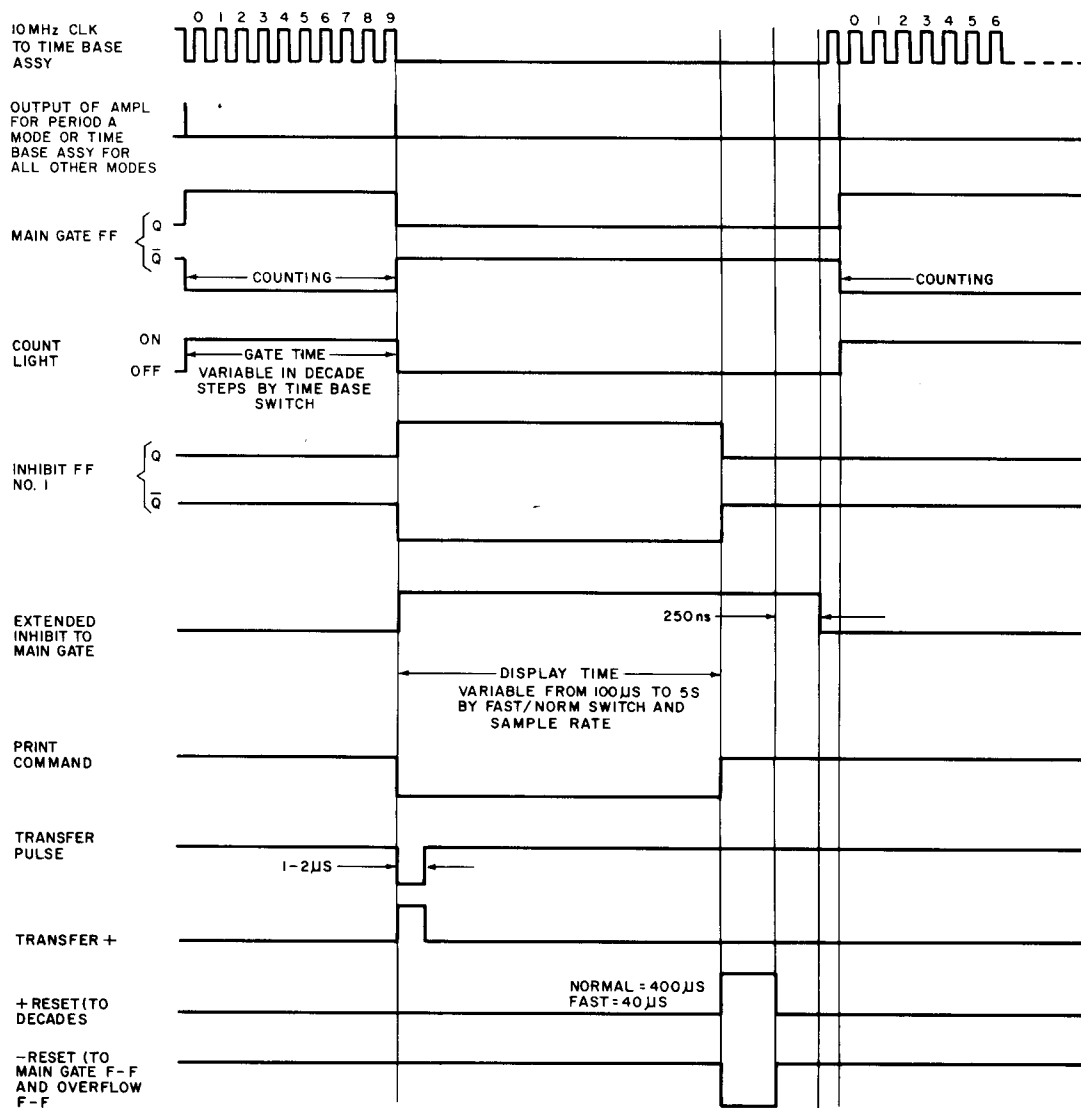 0 1 2 3 4 5 6 7 8 9
0 1 2 3 4 5 6
10MHz CLK
TO TIME BASE
ASSY
OUTPUT OF AMPL
FOR PERIOD A
MODE OR TIME
BASE ASSY FOR
ALL OTHER MODES
MAIN GATE FF
Q
Q̅
COUNTING
COUNTING
COUNT
LIGHT
ON
OFF
GATE TIME
VARIABLE IN DECADE
STEPS BY TIME BASE
SWITCH
INHIBIT FF
NO. 1
Q
Q̅
EXTENDED
INHIBIT TO
MAIN GATE
250ns
DISPLAY TIME
VARIABLE FROM 100µS TO 5S
BY FAST/NORM SWITCH AND
SAMPLE RATE
PRINT
COMMAND
TRANSFER
PULSE
1-2µS
TRANSFER +
+RESET(TO
DECADES
NORMAL = 400µS
FAST = 40µS
-RESET (TO
MAIN GATE F-F
AND OVERFLOW
F-F